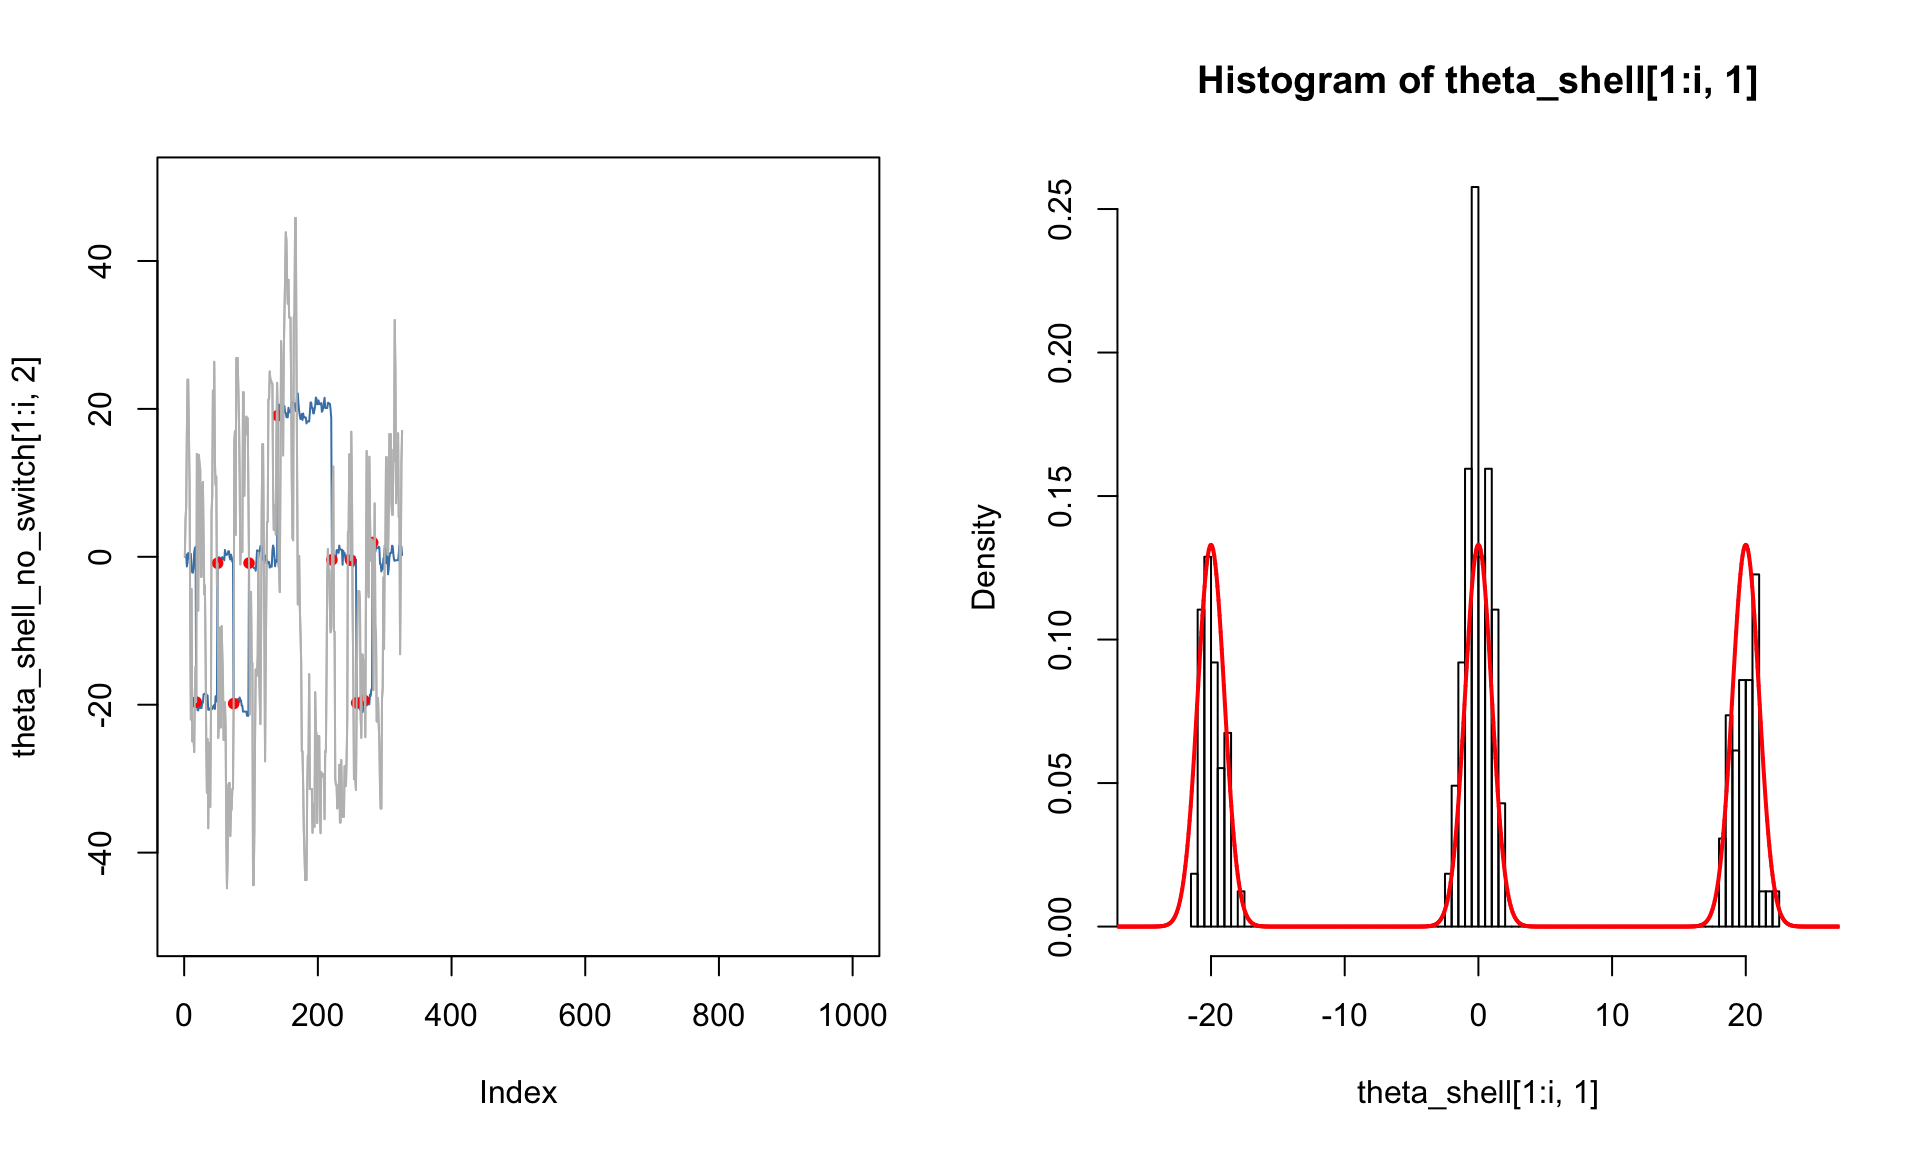 theta_shell_no_switch[1:i, 2]
40
20
0
-20
-40
0 200 400 600 800 1000
Index
Histogram of theta_shell[1:i, 1]
Density
0.25
0.20
0.15
0.10
0.05
0.00
-20 -10 0 10 20
theta_shell[1:i, 1]